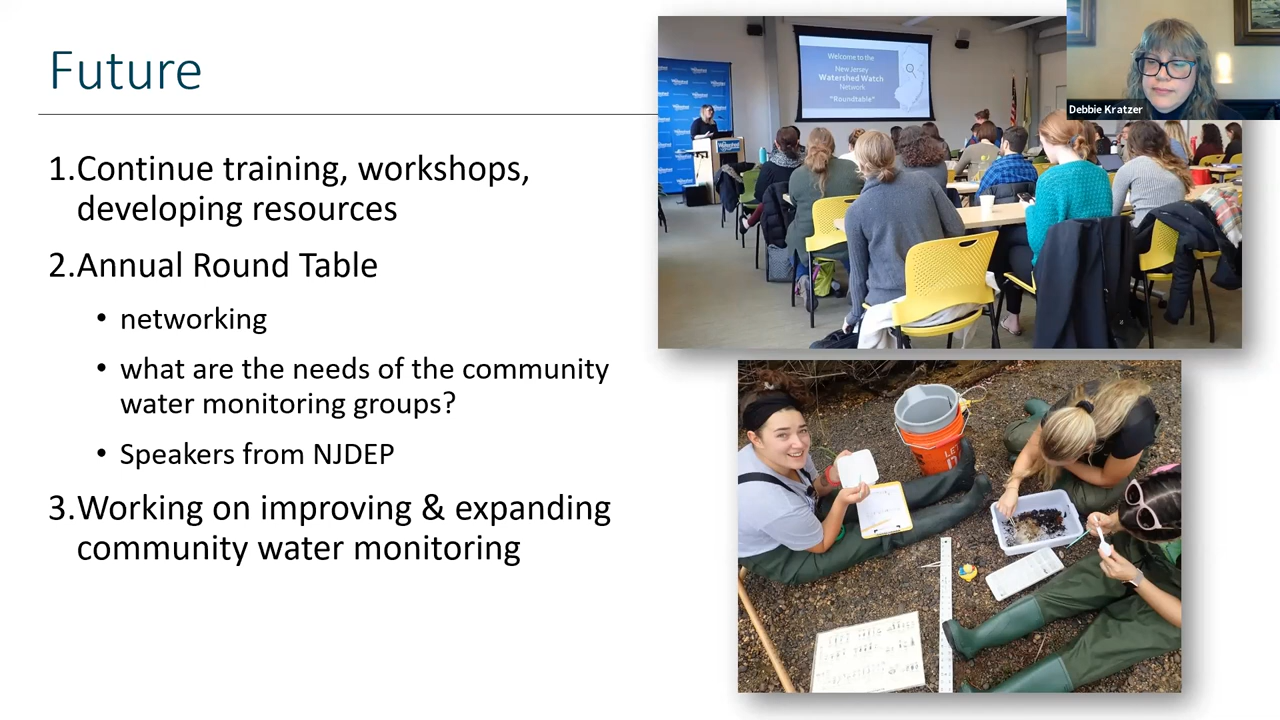 Future
1.Continue training, workshops,
developing resources
2.Annual Round Table
• networking
• what are the needs of the community
water monitoring groups?
• Speakers from NJDEP
3.Working on improving & expanding
community water monitoring
Welcome to the
New Jersey
Watershed Watch
Network
"Roundtable"
Debbie Kratzer